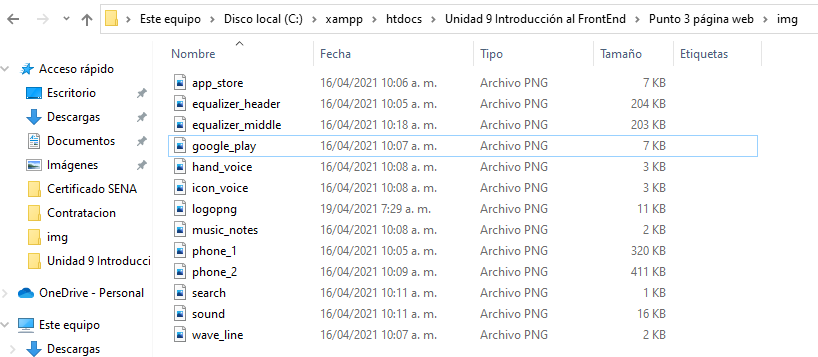 Este equipo > Disco local (C:) > xampp > htdocs > Unidad 9 Introducción al FrontEnd > Punto 3 página web > img
Nombre Fecha Tipo Tamaño Etiquetas
Acceso rápido
Escritorio
Descargas
Documentos
Imágenes
Certificado SENA
Contratacion
img
Unidad 9 Introducci
OneDrive - Personal
Este equipo
Descargas
app_store 16/04/2021 10:06 a. m. Archivo PNG 7 KB
equalizer_header 16/04/2021 10:05 a. m. Archivo PNG 204 KB
equalizer_middle 16/04/2021 10:18 a. m. Archivo PNG 203 KB
google_play 16/04/2021 10:07 a. m. Archivo PNG 7 KB
hand_voice 16/04/2021 10:08 a. m. Archivo PNG 3 KB
icon_voice 16/04/2021 10:08 a. m. Archivo PNG 3 KB
logopng 19/04/2021 7:29 a. m. Archivo PNG 11 KB
music_notes 16/04/2021 10:08 a. m. Archivo PNG 2 KB
phone_1 16/04/2021 10:05 a. m. Archivo PNG 320 KB
phone_2 16/04/2021 10:09 a. m. Archivo PNG 411 KB
search 16/04/2021 10:11 a. m. Archivo PNG 1 KB
sound 16/04/2021 10:11 a. m. Archivo PNG 16 KB
wave_line 16/04/2021 10:07 a. m. Archivo PNG 2 KB